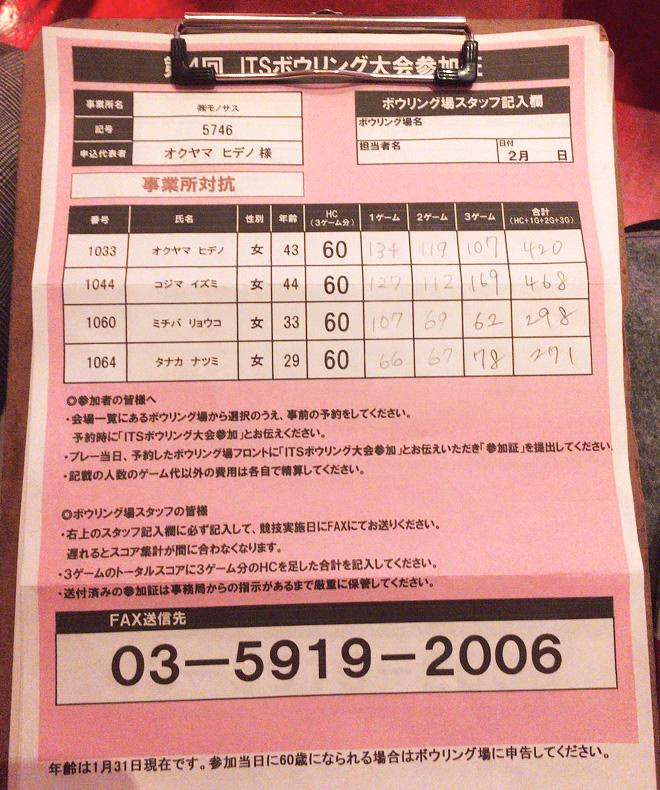 4回 ITSボウリング大会参加証
事業所名 ㈱モノサス
記号 5746
申込代表者 オクヤマ ヒデノ 様
ボウリング場スタッフ記入欄
ボウリング場名
担当者名 日付 2月 日
事業所対抗
番号 氏名 性別 年齢 HC (3ゲーム分) 1ゲーム 2ゲーム 3ゲーム 合計 (HC+1G+2G+3G)
1033 オクヤマ ヒデノ 女 43 60 134 119 107 420
1044 コジマ イズミ 女 44 60 127 112 169 468
1060 ミチバ リョウコ 女 33 60 107 69 62 298
1064 タナカ ナツミ 女 29 60 66 67 78 271
◎参加者の皆様へ
・会場一覧にあるボウリング場から選択のうえ、事前の予約をしてください。
予約時に「ITSボウリング大会参加」とお伝えください。
・プレー当日、予約したボウリング場フロントに「ITSボウリング大会参加」とお伝えいただき「参加証」を提出してください。
・記載の人数のゲーム代以外の費用は各自で精算してください。
◎ボウリング場スタッフの皆様
・右上のスタッフ記入欄に必ず記入して、競技実施日にFAXにてお送りください。
遅れるとスコア集計が間に合わなくなります。
・3ゲームのトータルスコアに3ゲーム分のHCを足した合計を記入してください。
・送付済みの参加証は事務局からの指示があるまで厳重に保管してください。
FAX送信先
03－5919－2006
年齢は1月31日現在です。参加当日に60歳になられる場合はボウリング場に申告してください。